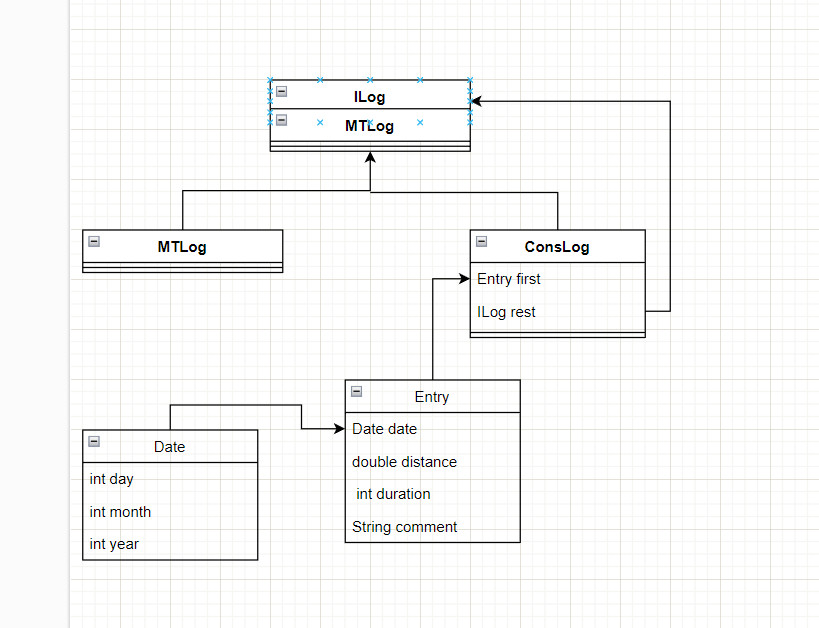 ILog
MTLog
MTLog
ConsLog
Entry first
ILog rest
Entry
Date date
double distance
int duration
String comment
Date
int day
int month
int year